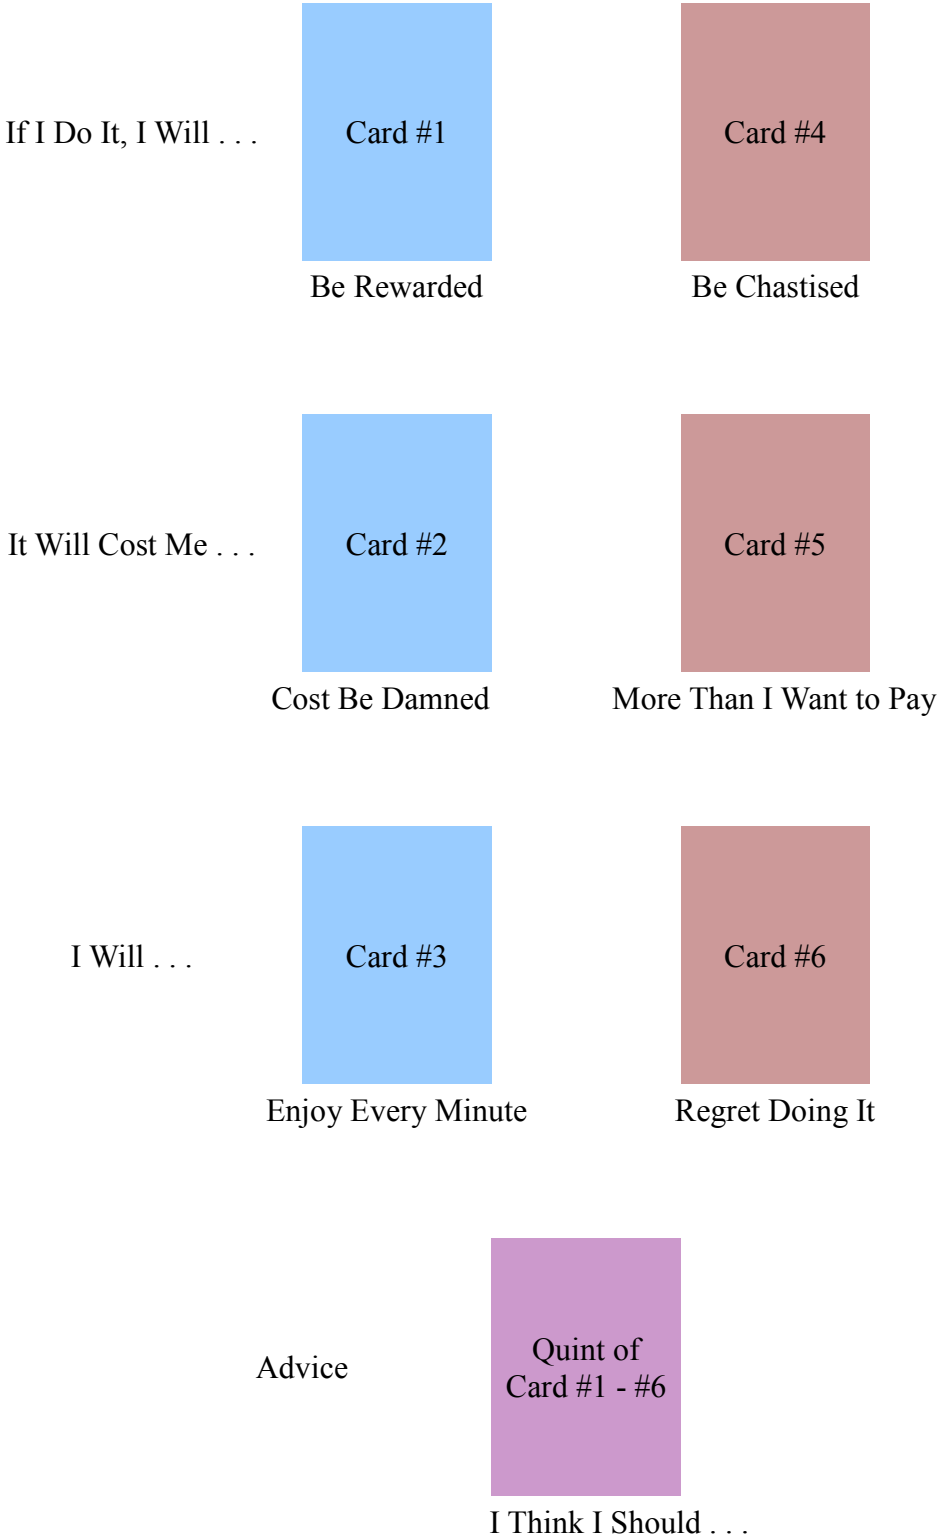 If I Do It, I Will . . .
Card #1
Card #4
Be Rewarded
Be Chastised
It Will Cost Me . . .
Card #2
Card #5
Cost Be Damned
More Than I Want to Pay
I Will . . .
Card #3
Card #6
Enjoy Every Minute
Regret Doing It
Advice
Quint of
Card #1 - #6
I Think I Should . . .